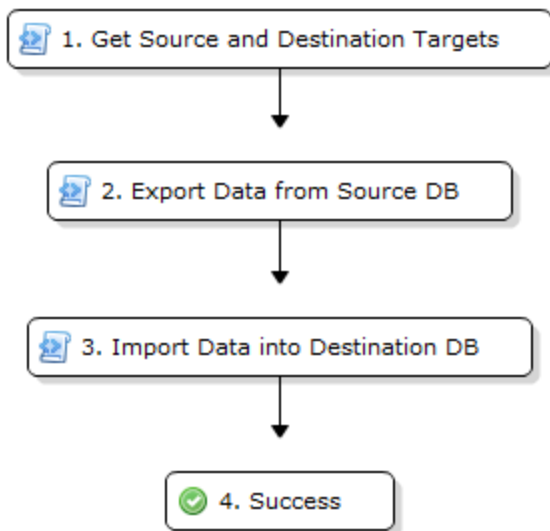 1. Get Source and Destination Targets
2. Export Data from Source DB
3. Import Data into Destination DB
4. Success